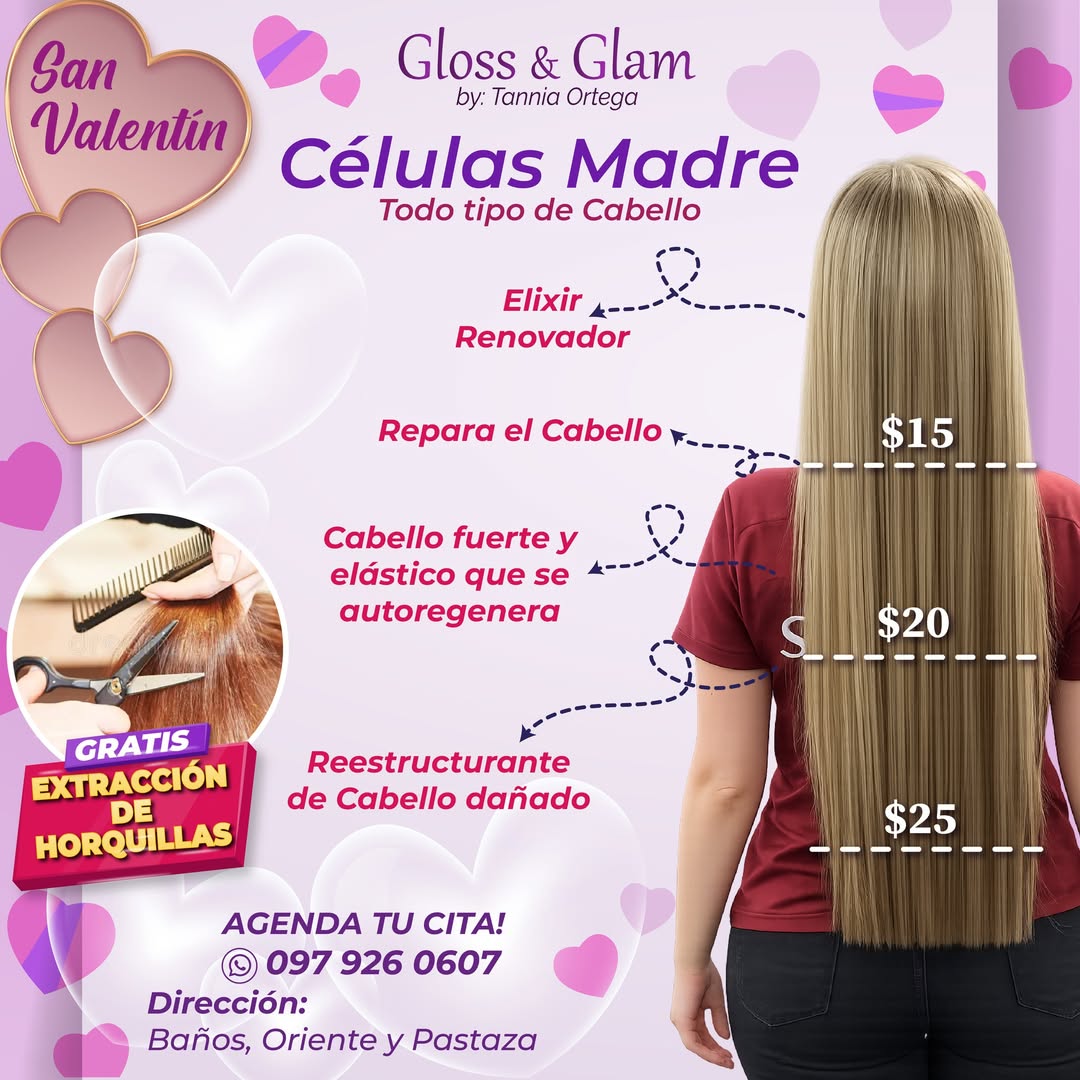 San
Valentín
Gloss & Glam
by: Tannia Ortega
Células Madre
Todo tipo de Cabello
Elixir
Renovador
Repara el Cabello
$15
Cabello fuerte y
elástico que se
autoregenera
$20
S
Reestructurante
de Cabello dañado
$25
GRATIS
EXTRACCIÓN
DE
HORQUILLAS
AGENDA TU CITA!
097 926 0607
Dirección:
Baños, Oriente y Pastaza